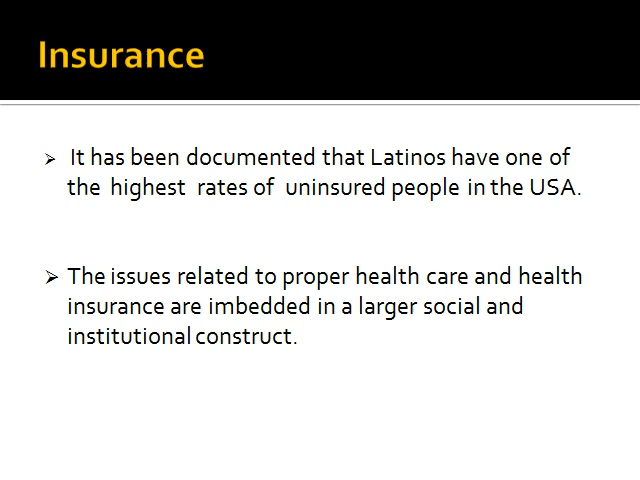 Insurance
It has been documented that Latinos have one of
the highest rates of uninsured people in the USA.
The issues related to proper health care and health
insurance are imbedded in a larger social and
institutional construct.